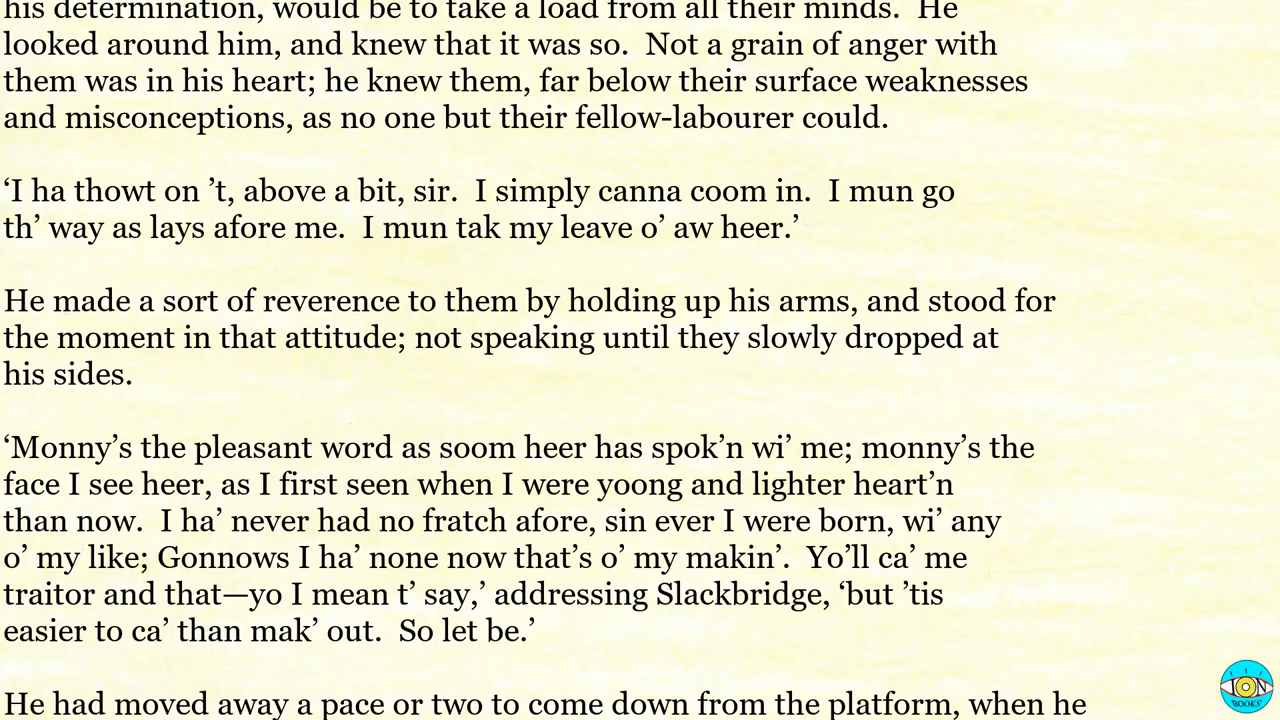 his determination, would be to take a load from all their minds.  He
looked around him, and knew that it was so.  Not a grain of anger with
them was in his heart; he knew them, far below their surface weaknesses
and misconceptions, as no one but their fellow-labourer could.
‘I ha thowt on ’t, above a bit, sir.  I simply canna coom in.  I mun go
th’ way as lays afore me.  I mun tak my leave o’ aw heer.’
He made a sort of reverence to them by holding up his arms, and stood for
the moment in that attitude; not speaking until they slowly dropped at
his sides.
‘Monny’s the pleasant word as soom heer has spok’n wi’ me; monny’s the
face I see heer, as I first seen when I were yoong and lighter heart’n
than now.  I ha’ never had no fratch afore, sin ever I were born, wi’ any
o’ my like; Gonnows I ha’ none now that’s o’ my makin’.  Yo’ll ca’ me
traitor and that—yo I mean t’ say,’ addressing Slackbridge, ‘but ’tis
easier to ca’ than mak’ out.  So let be.’
He had moved away a pace or two to come down from the platform, when he
ION
BOOKS